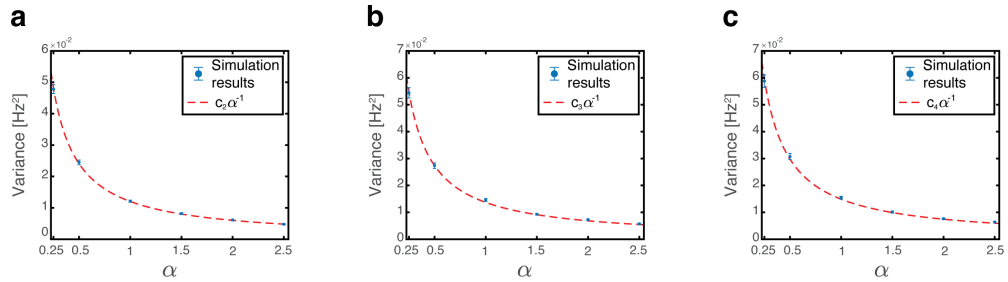 a
6 ×10⁻²
5
4
3
2
1
0
Variance [Hz²]
Simulation
results
c₂α⁻¹
0.25 0.5 1 1.5 2 2.5
α
b
7 ×10⁻²
6
5
4
3
2
1
0
Variance [Hz²]
Simulation
results
c₃α⁻¹
0.25 0.5 1 1.5 2 2.5
α
c
7 ×10⁻²
6
5
4
3
2
1
0
Variance [Hz²]
Simulation
results
c₄α⁻¹
0.25 0.5 1 1.5 2 2.5
α